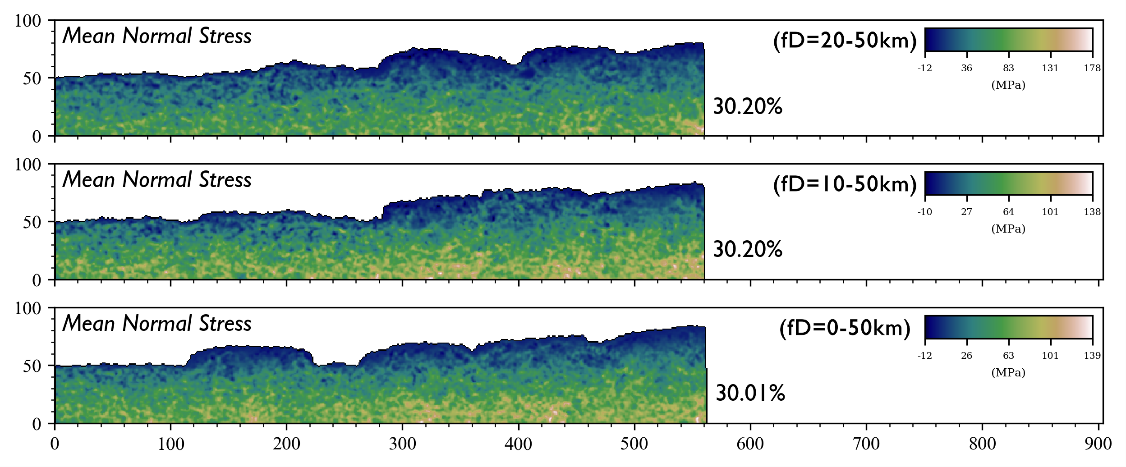 100
Mean Normal Stress
(fD=20-50km)
-12 36 83 131 178
(MPa)
50
30.20%
0
100
Mean Normal Stress
(fD=10-50km)
-10 27 64 101 138
(MPa)
50
30.20%
0
100
Mean Normal Stress
(fD=0-50km)
-12 26 63 101 139
(MPa)
50
30.01%
0
0 100 200 300 400 500 600 700 800 900